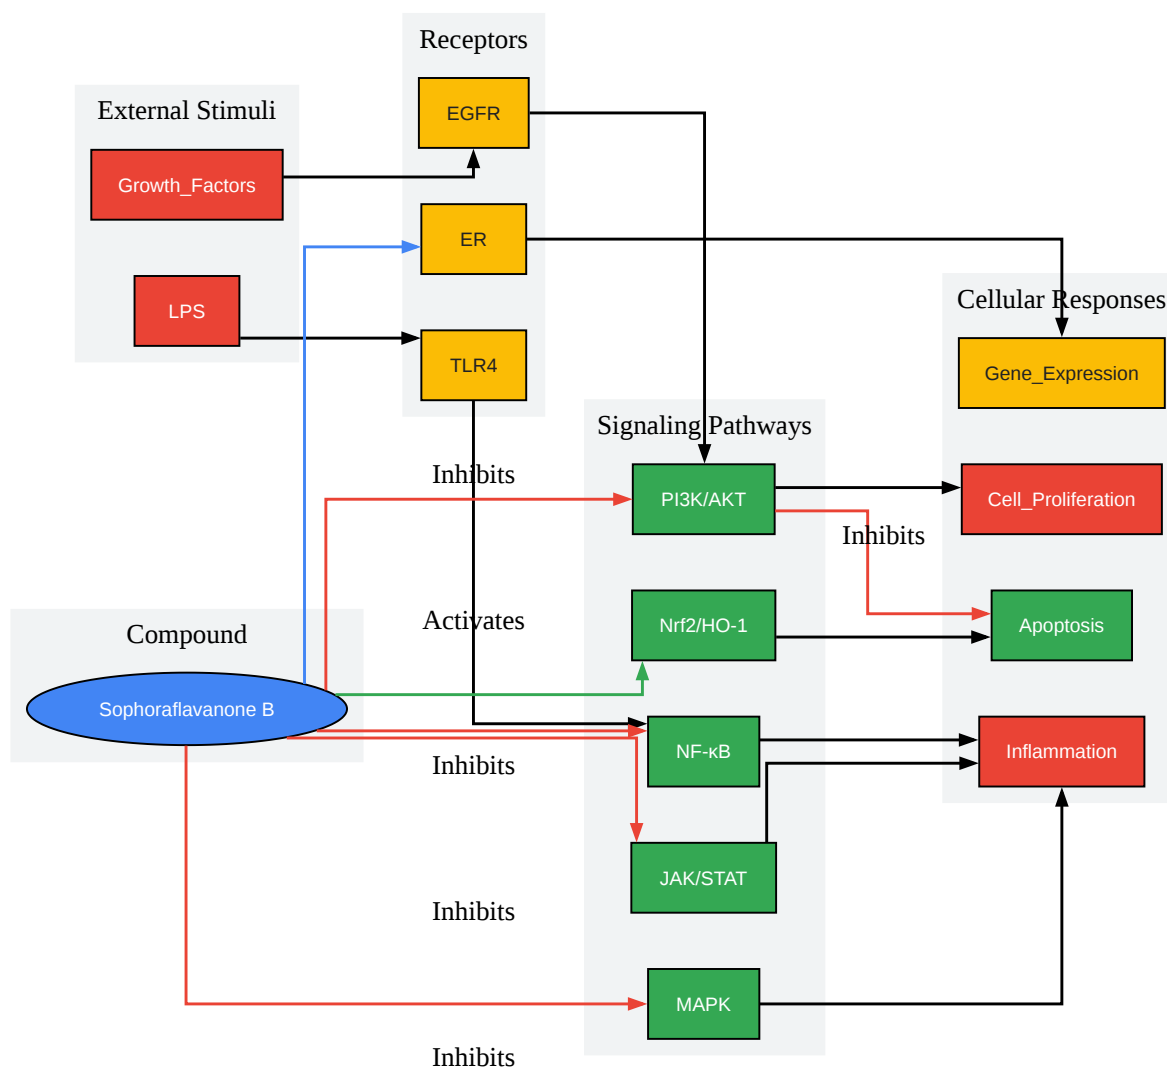 Receptors
EGFR
External Stimuli
Growth_Factors
ER
LPS
TLR4
Cellular Responses
Gene_Expression
Signaling Pathways
Inhibits
PI3K/AKT
Cell_Proliferation
Inhibits
Activates
Nrf2/HO-1
Apoptosis
Compound
Sophoraflavanone B
NF-κB
Inflammation
Inhibits
JAK/STAT
Inhibits
MAPK
Inhibits